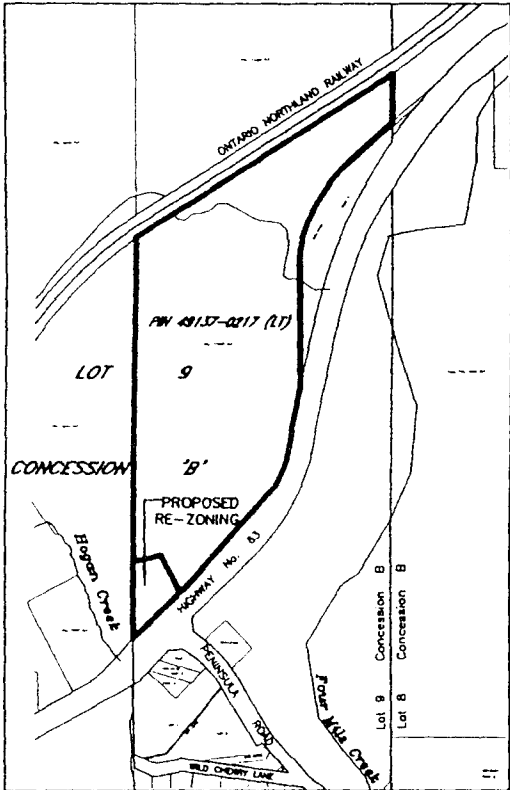 ONTARIO NORTHLAND RAILWAY
PIN 49137-0217 (LT)
LOT 9
CONCESSION "B"
PROPOSED
RE-ZONING
Hogan Creek
HIGHWAY No. 63
PENINSULA ROAD
WILD CHERRY LANE
Four Mile Creek
Lot 9 Concession B
Lot 8 Concession B